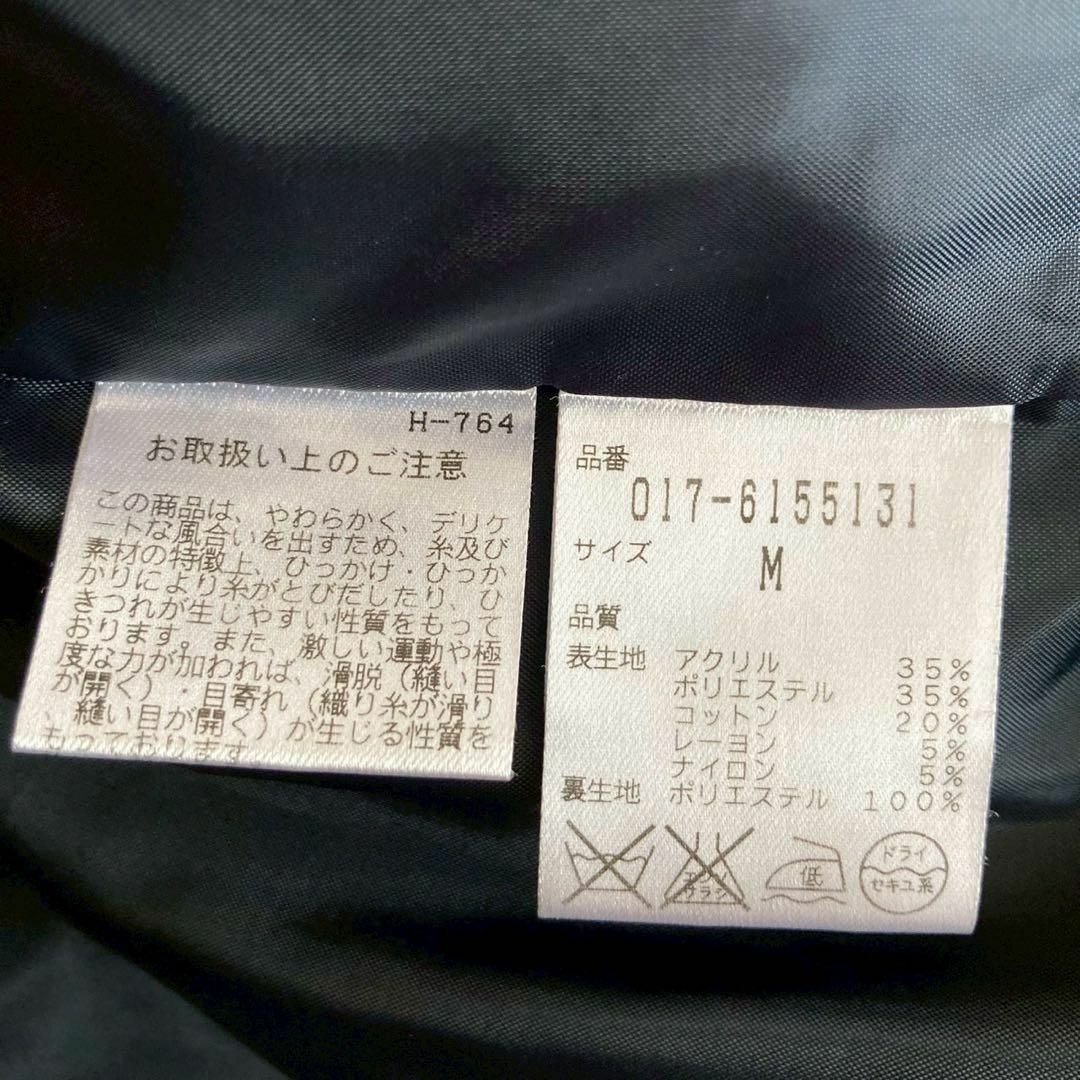 H-764
お取扱い上のご注意
この商品は、やわらかく、デリケ
ートな風合いを出すため、糸及び
素材の特徴上、ひっかけ・ひっか
かりにより糸がとびだしたり、ひ
きつれが生じやすい性質をもって
おります。また、激しい運動や極
度な力が加われば、滑脱(縫い目
が開く)・目寄れ(織り糸が滑り
縫い目が開く)が生じる性質を
もっております
品番
017-6155131
サイズ
M
品質
表生地 アクリル 35%
ポリエステル 35%
コットン 20%
レーヨン 5%
ナイロン 5%
裏生地 ポリエステル 100%
エンソ
サラシ
低
ドライ
セキユ系